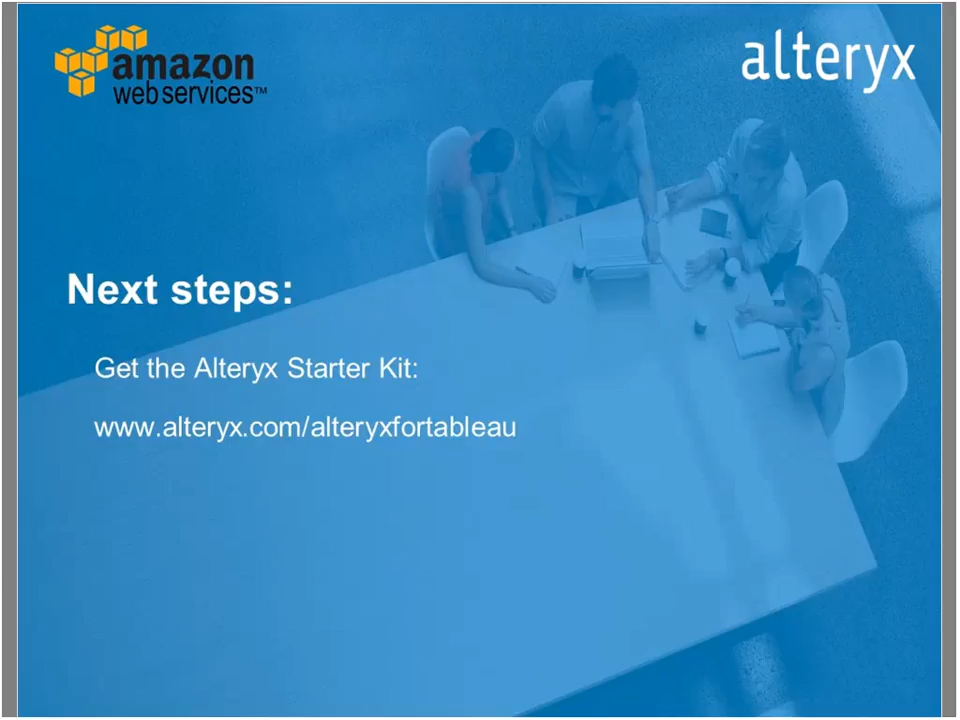 amazon
web services™
alteryx
Next steps:
Get the Alteryx Starter Kit:
www.alteryx.com/alteryxfortableau